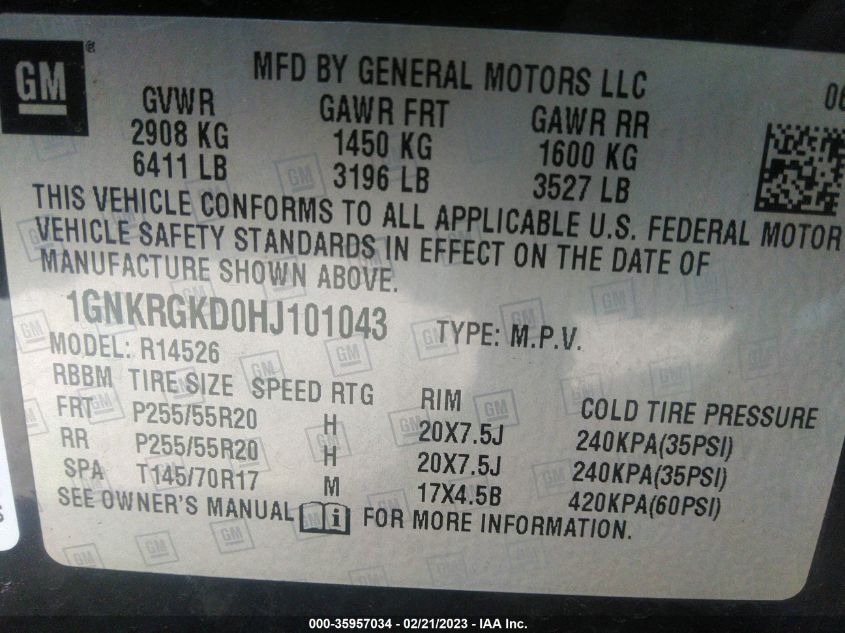 GM ®
MFD BY GENERAL MOTORS LLC
GVWR GAWR FRT GAWR RR
2908 KG 1450 KG 1600 KG
6411 LB 3196 LB 3527 LB
THIS VEHICLE CONFORMS TO ALL APPLICABLE U.S. FEDERAL MOTOR
VEHICLE SAFETY STANDARDS IN EFFECT ON THE DATE OF
MANUFACTURE SHOWN ABOVE.
1GNKRGKD0HJ101043 TYPE: M.P.V.
MODEL: R14526
RBBM TIRE SIZE SPEED RTG RIM COLD TIRE PRESSURE
FRT P255/55R20 H 20X7.5J 240KPA(35PSI)
RR P255/55R20 H 20X7.5J 240KPA(35PSI)
SPA T145/70R17 M 17X4.5B 420KPA(60PSI)
SEE OWNER'S MANUAL i FOR MORE INFORMATION.
000-35957034 - 02/21/2023 - IAA Inc.